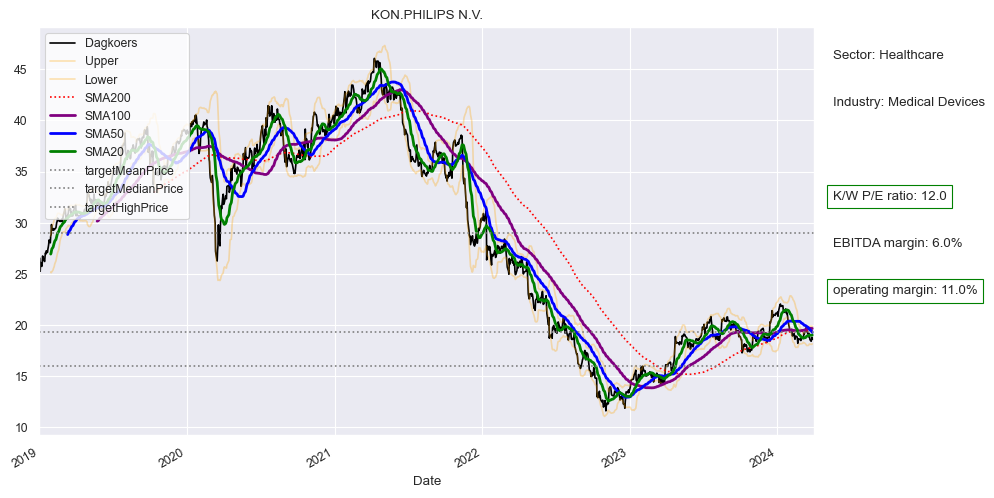 KON.PHILIPS N.V.
Dagkoers
Upper
Lower
SMA200
SMA100
SMA50
SMA20
targetMeanPrice
targetMedianPrice
targetHighPrice
45
40
35
30
25
20
15
10
2019
2020
2021
2022
2023
2024
Date
Sector: Healthcare
Industry: Medical Devices
K/W P/E ratio: 12.0
EBITDA margin: 6.0%
operating margin: 11.0%